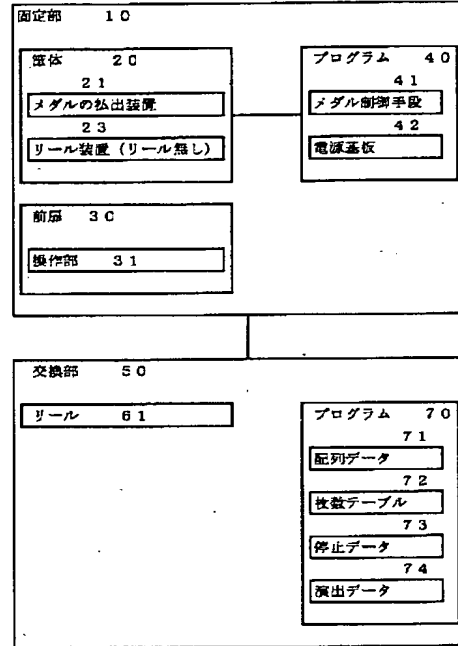 固定部 10
筐体 20
21
メダルの払出装置
23
リール装置（リール無し）
プログラム 40
41
メダル制御手段
42
電源基板
前扉 30
操作部 31
交換部 50
リール 61
プログラム 70
71
配列データ
72
枚数テーブル
73
停止データ
74
演出データ